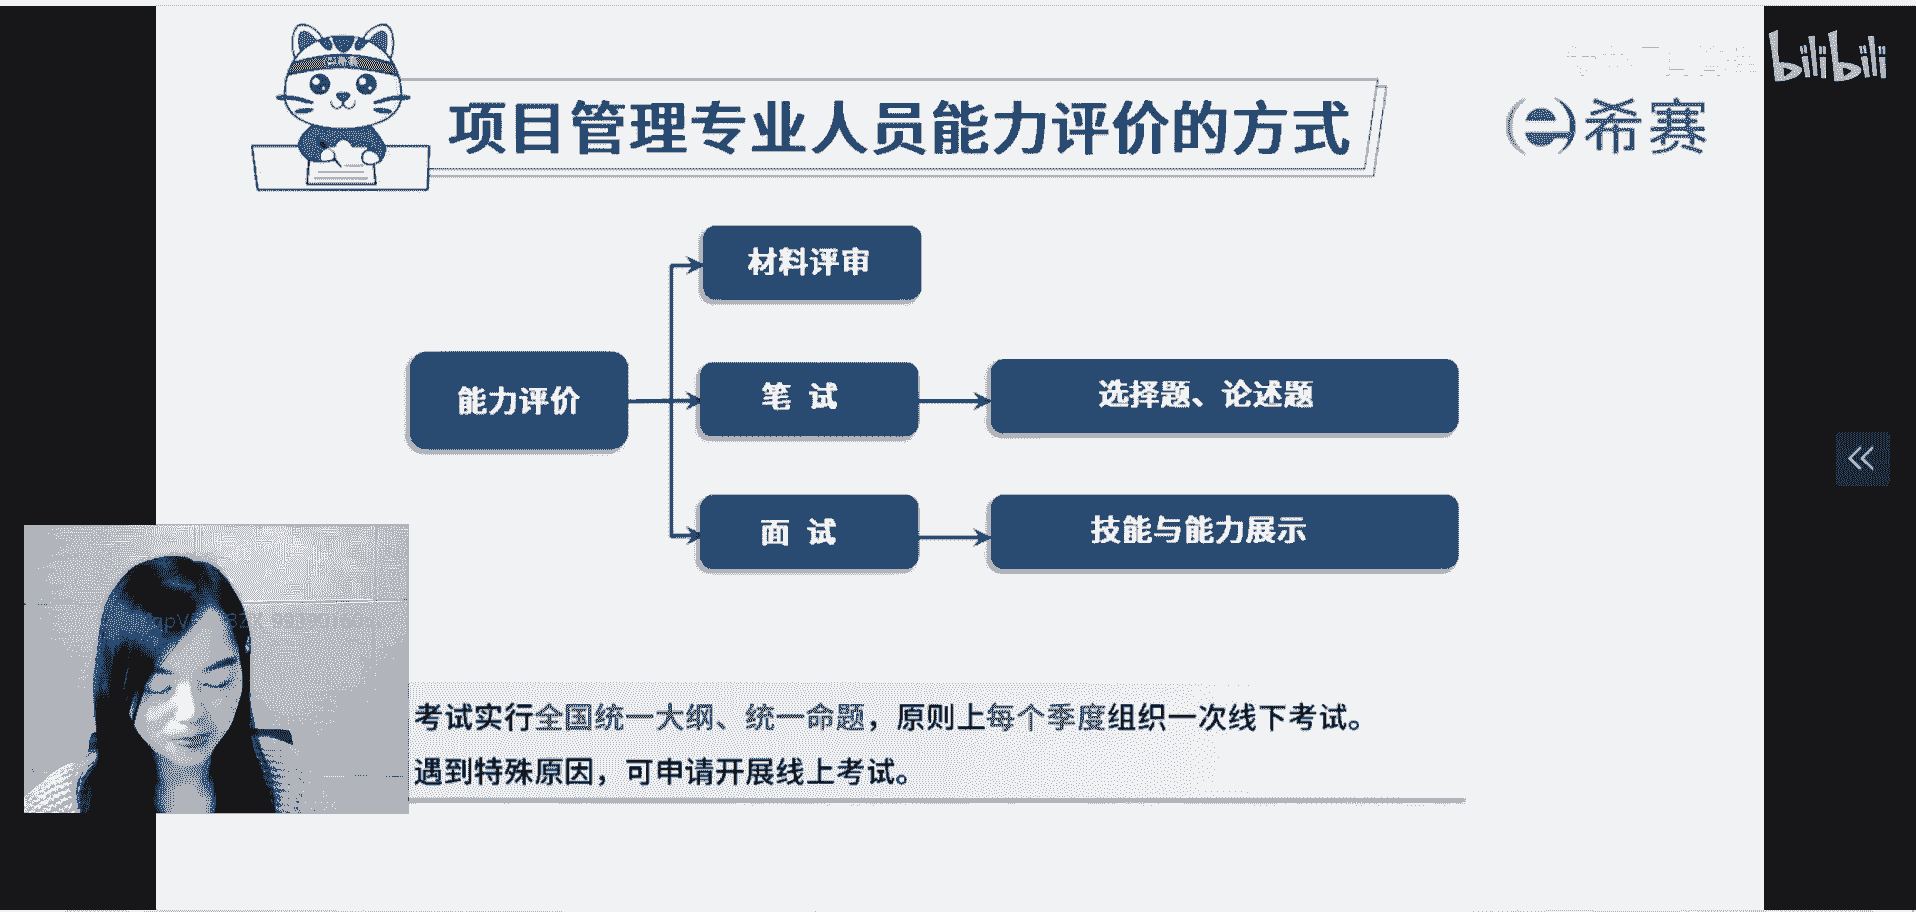 bilibili
项目管理专业人员能力评价的方式
希赛
材料评审
能力评价
笔 试
选择题、论述题
面 试
技能与能力展示
考试实行全国统一大纲、统一命题，原则上每个季度组织一次线下考试。
遇到特殊原因，可申请开展线上考试。